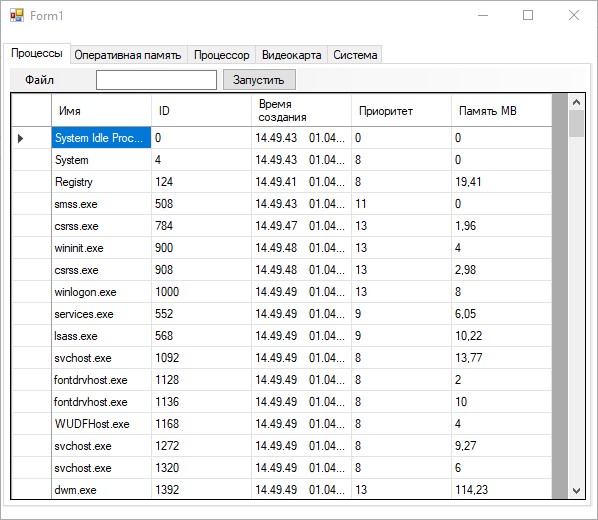 Form1
Процессы Оперативная память Процессор Видеокарта Система
Файл Запустить
Имя ID Время создания Приоритет Память MB
System Idle Proc... 0 14.49.43 01.04... 0 0
System 4 14.49.43 01.04... 8 0
Registry 124 14.49.41 01.04... 8 19,41
smss.exe 508 14.49.43 01.04... 11 0
csrss.exe 784 14.49.47 01.04... 13 1,96
wininit.exe 900 14.49.48 01.04... 13 4
csrss.exe 908 14.49.48 01.04... 13 2,98
winlogon.exe 1000 14.49.49 01.04... 13 8
services.exe 552 14.49.49 01.04... 9 6,05
lsass.exe 568 14.49.49 01.04... 9 10,22
svchost.exe 1092 14.49.49 01.04... 8 13,77
fontdrvhost.exe 1128 14.49.49 01.04... 8 2
fontdrvhost.exe 1136 14.49.49 01.04... 8 10
WUDFHost.exe 1168 14.49.49 01.04... 8 4
svchost.exe 1272 14.49.49 01.04... 8 9,27
svchost.exe 1320 14.49.49 01.04... 8 6
dwm.exe 1392 14.49.49 01.04... 13 114,23